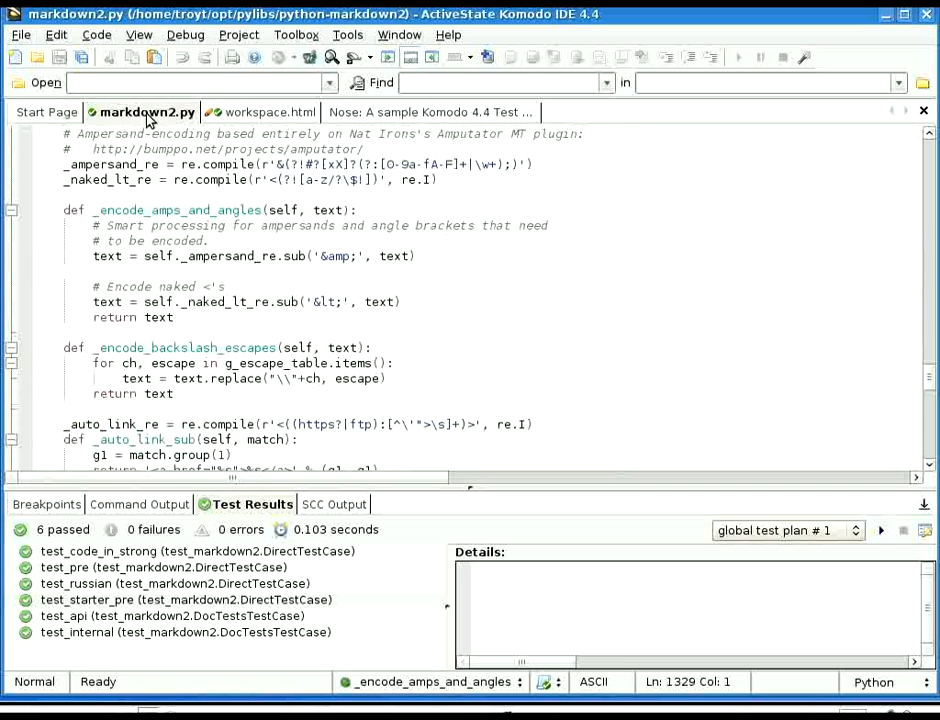 markdown2.py (/home/troyt/opt/pylibs/python-markdown2) - ActiveState Komodo IDE 4.4
File Edit Code View Debug Project Toolbox Tools Window Help
Open Find in
Start Page markdown2.py workspace.html Nose: A sample Komodo 4.4 Test ...
# Ampersand-encoding based entirely on Nat Irons's Amputator MT plugin:
#   http://bumppo.net/projects/amputator/
_ampersand_re = re.compile(r'&(?!#?[xX]?(?:[0-9a-fA-F]+|\w+);)')
_naked_lt_re = re.compile(r'<(?![a-z/?\$!])', re.I)
def _encode_amps_and_angles(self, text):
# Smart processing for ampersands and angle brackets that need
# to be encoded.
text = self._ampersand_re.sub('&amp;', text)
# Encode naked <'s
text = self._naked_lt_re.sub('&lt;', text)
return text
def _encode_backslash_escapes(self, text):
for ch, escape in g_escape_table.items():
text = text.replace("\\"+ch, escape)
return text
_auto_link_re = re.compile(r'<((https?|ftp):[^\'">\s]+)>', re.I)
def _auto_link_sub(self, match):
g1 = match.group(1)
return '<a href="%s">%s</a>' % (g1, g1)
Breakpoints Command Output Test Results SCC Output
6 passed 0 failures 0 errors 0.103 seconds global test plan # 1
test_code_in_strong (test_markdown2.DirectTestCase)
Details:
test_pre (test_markdown2.DirectTestCase)
test_russian (test_markdown2.DirectTestCase)
test_starter_pre (test_markdown2.DirectTestCase)
test_api (test_markdown2.DocTestsTestCase)
test_internal (test_markdown2.DocTestsTestCase)
Normal Ready _encode_amps_and_angles ASCII Ln: 1329 Col: 1 Python